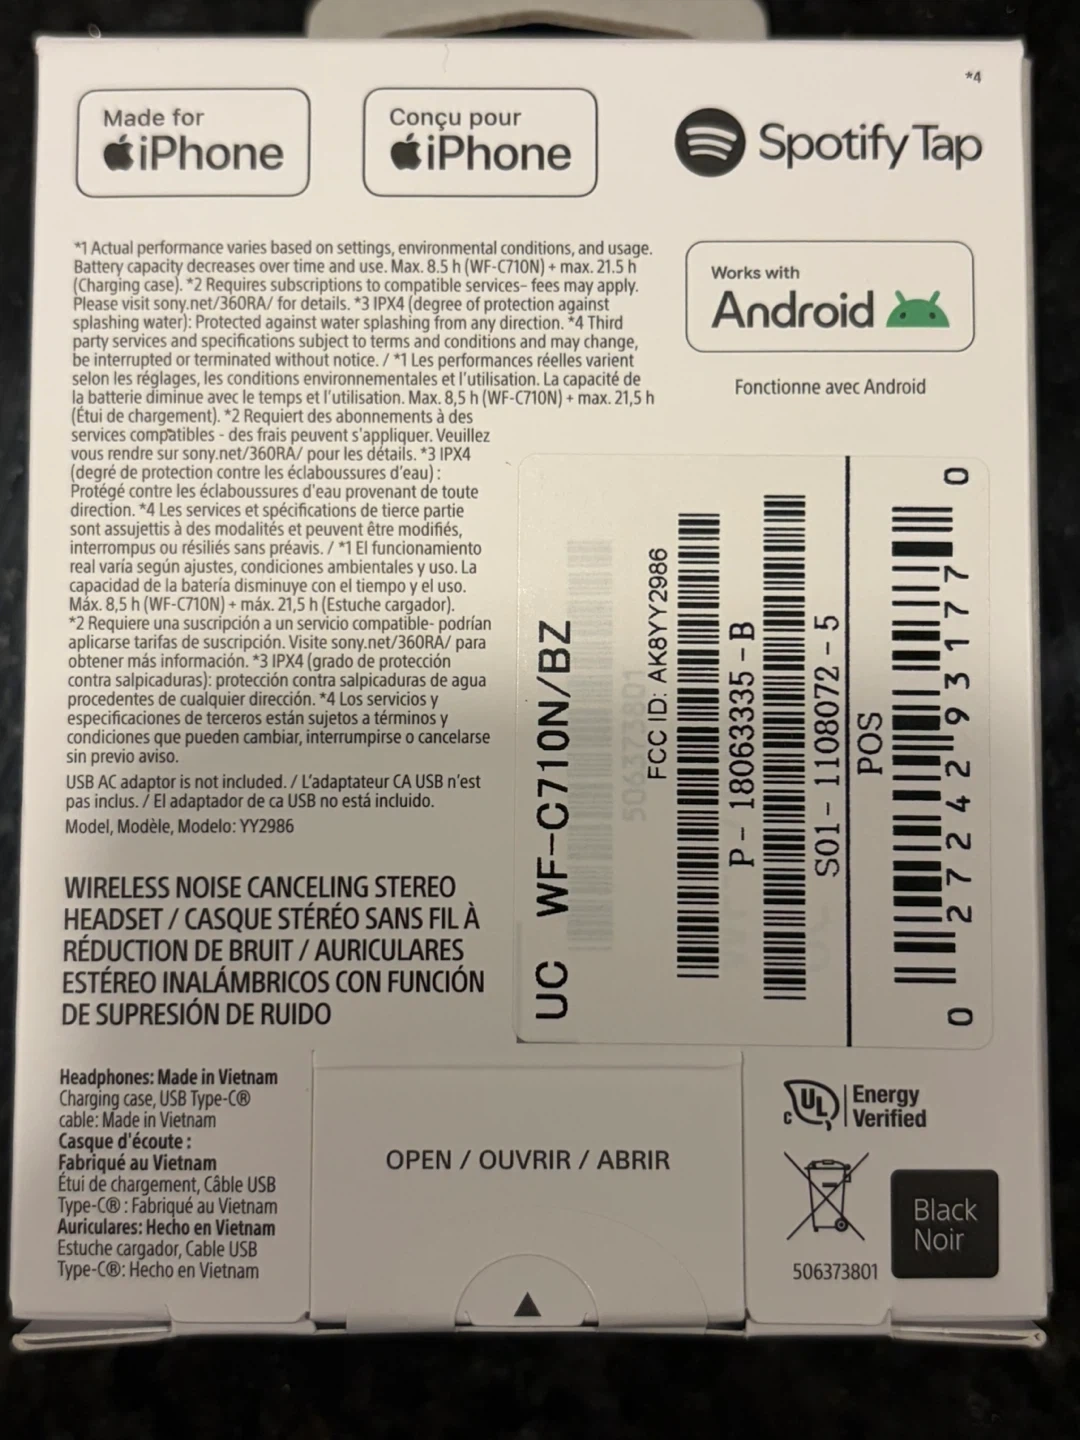 *4
Made for
iPhone
Conçu pour
iPhone
Spotify Tap
*1 Actual performance varies based on settings, environmental conditions, and usage.
Battery capacity decreases over time and use. Max. 8.5 h (WF-C710N) + max. 21.5 h
(Charging case). *2 Requires subscriptions to compatible services– fees may apply.
Please visit sony.net/360RA/ for details. *3 IPX4 (degree of protection against
splashing water): Protected against water splashing from any direction. *4 Third
party services and specifications subject to terms and conditions and may change,
be interrupted or terminated without notice. / *1 Les performances réelles varient
selon les réglages, les conditions environnementales et l'utilisation. La capacité de
la batterie diminue avec le temps et l'utilisation. Max. 8,5 h (WF-C710N) + max. 21,5 h
(Étui de chargement). *2 Requiert des abonnements à des
services compatibles - des frais peuvent s'appliquer. Veuillez
vous rendre sur sony.net/360RA/ pour les détails. *3 IPX4
(degré de protection contre les éclaboussures d'eau) :
Protégé contre les éclaboussures d'eau provenant de toute
direction. *4 Les services et spécifications de tierce partie
sont assujettis à des modalités et peuvent être modifiés,
interrompus ou résiliés sans préavis. / *1 El funcionamiento
real varía según ajustes, condiciones ambientales y uso. La
capacidad de la batería disminuye con el tiempo y el uso.
Máx. 8,5 h (WF-C710N) + máx. 21,5 h (Estuche cargador).
*2 Requiere una suscripción a un servicio compatible- podrían
aplicarse tarifas de suscripción. Visite sony.net/360RA/ para
obtener más información. *3 IPX4 (grado de protección
contra salpicaduras): protección contra salpicaduras de agua
procedentes de cualquier dirección. *4 Los servicios y
especificaciones de terceros están sujetos a términos y
condiciones que pueden cambiar, interrumpirse o cancelarse
sin previo aviso.
USB AC adaptor is not included. / L'adaptateur CA USB n'est
pas inclus. / El adaptador de ca USB no está incluido.
Model, Modèle, Modelo: YY2986
WIRELESS NOISE CANCELING STEREO
HEADSET / CASQUE STÉRÉO SANS FIL À
RÉDUCTION DE BRUIT / AURICULARES
ESTÉREO INALÁMBRICOS CON FUNCIÓN
DE SUPRESIÓN DE RUIDO
Headphones: Made in Vietnam
Charging case, USB Type-C®
cable: Made in Vietnam
Casque d'écoute :
Fabriqué au Vietnam
Étui de chargement, Câble USB
Type-C® : Fabriqué au Vietnam
Auriculares: Hecho en Vietnam
Estuche cargador, Cable USB
Type-C®: Hecho en Vietnam
Works with
Android
Fonctionne avec Android
UC WF-C710N/BZ
506373801
FCC ID: AK8YY2986
P- 18063335 -B
S01- 1108072 - 5
POS
0 27242 93177 0
OPEN / OUVRIR / ABRIR
c UL
Energy
Verified
506373801
Black
Noir